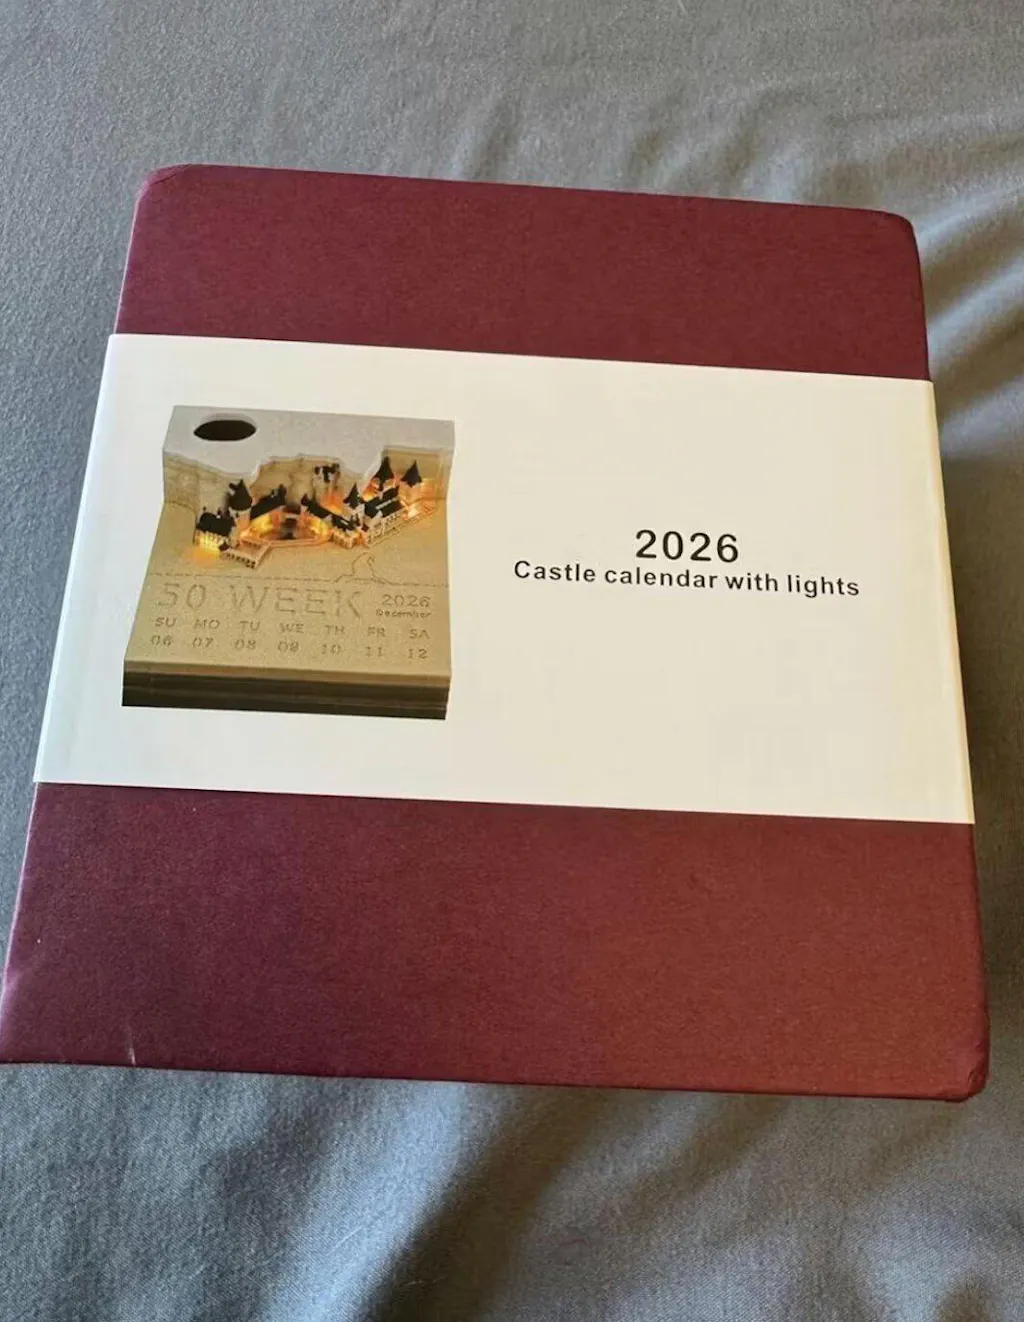 50 WEEK 2026
December
SU MO TU WE TH FR SA
06 07 08 09 10 11 12
2026
Castle calendar with lights